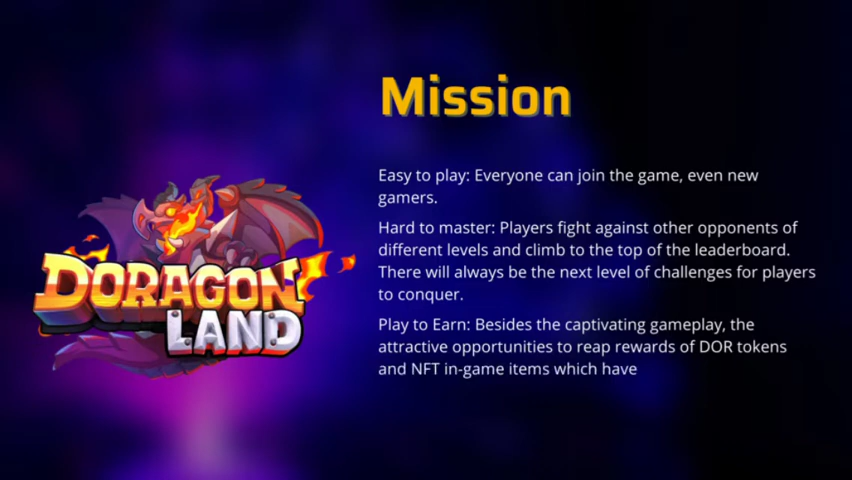 Mission
Easy to play: Everyone can join the game, even new
gamers.
Hard to master: Players fight against other opponents of
different levels and climb to the top of the leaderboard.
There will always be the next level of challenges for players
to conquer.
Play to Earn: Besides the captivating gameplay, the
attractive opportunities to reap rewards of DOR tokens
and NFT in-game items which have
DORAGON
LAND